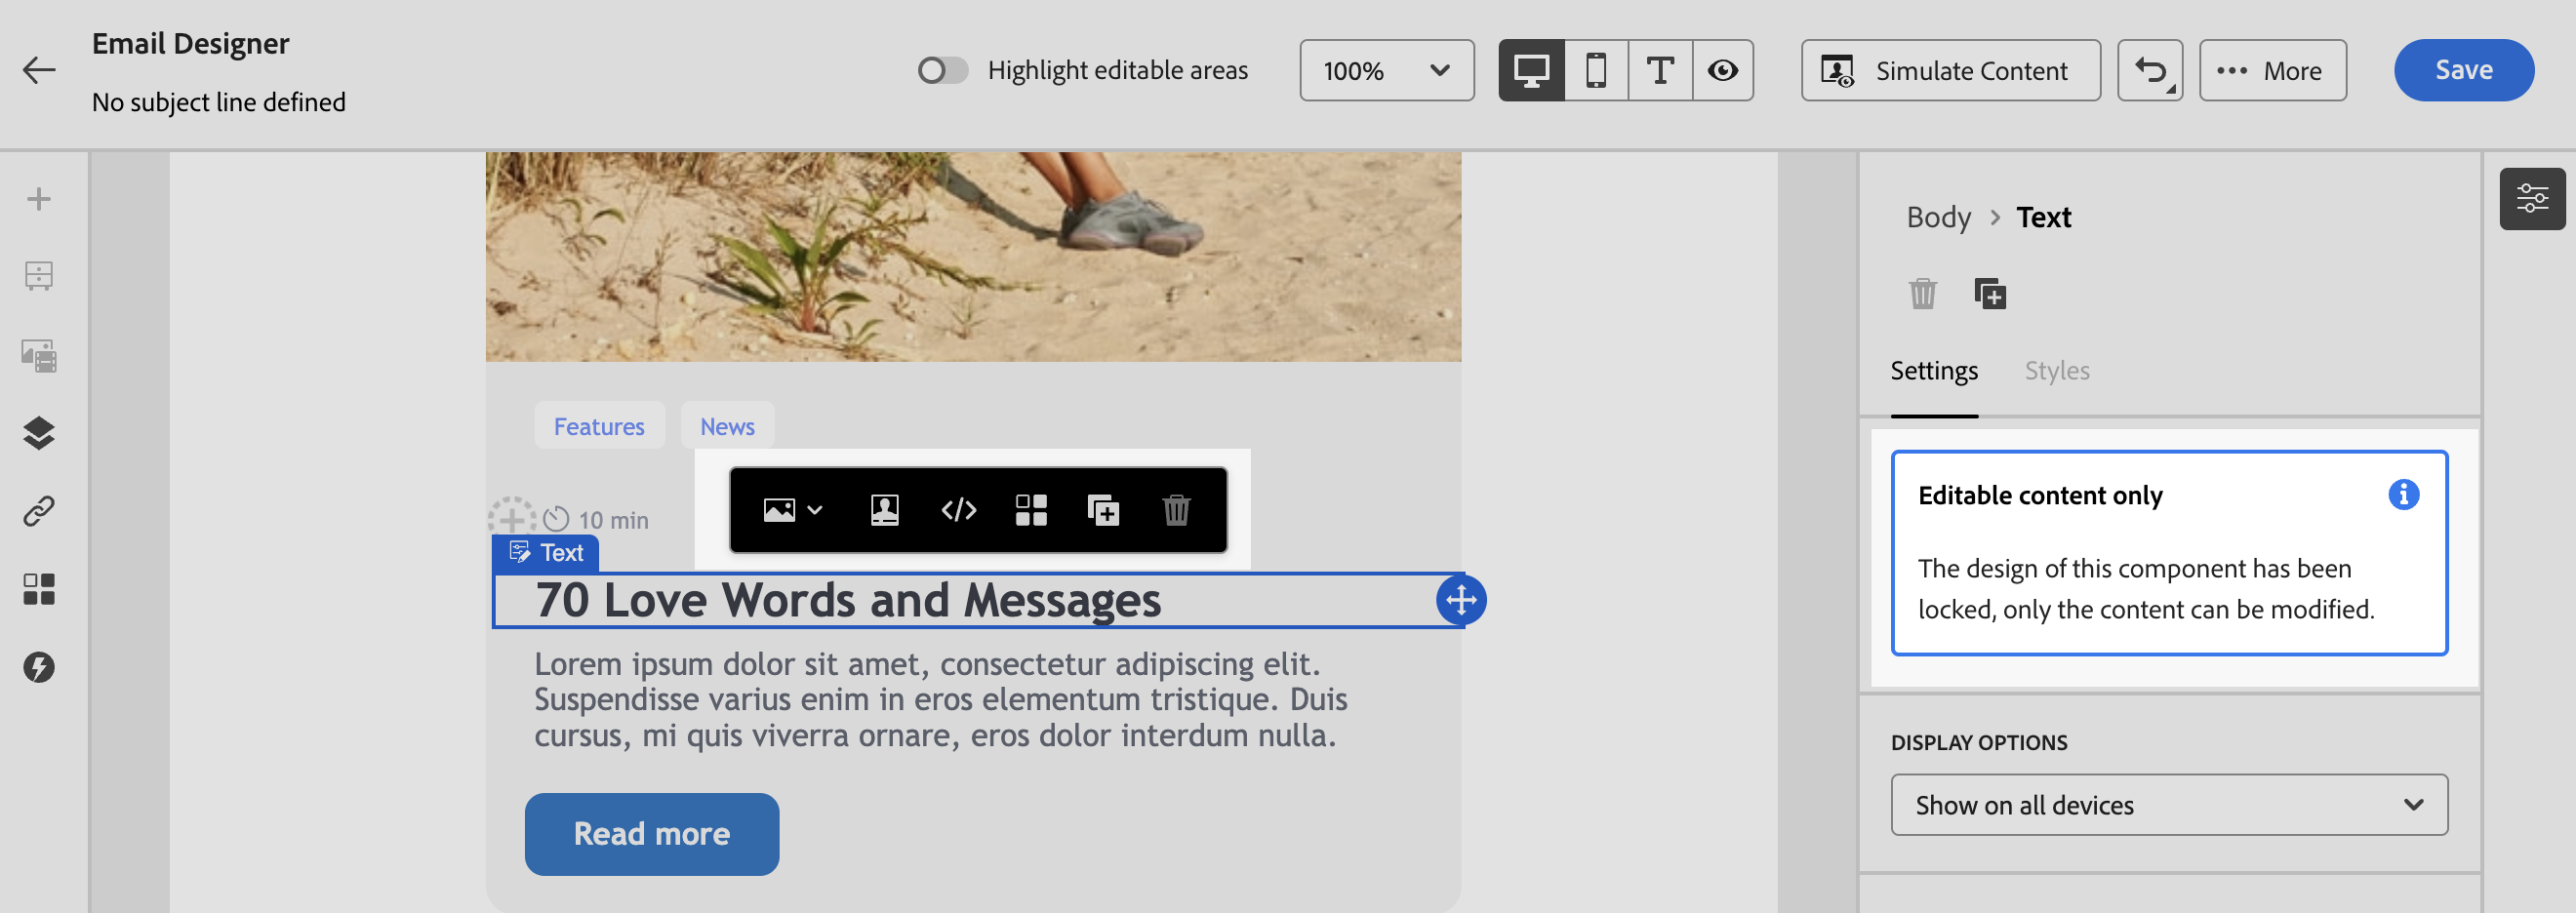 Email Designer
No subject line defined
Highlight editable areas
100%
Simulate Content
More
Save
Features
News
10 min
Text
70 Love Words and Messages
Lorem ipsum dolor sit amet, consectetur adipiscing elit.
Suspendisse varius enim in eros elementum tristique. Duis
cursus, mi quis viverra ornare, eros dolor interdum nulla.
Read more
Body > Text
Settings
Styles
Editable content only
The design of this component has been
locked, only the content can be modified.
DISPLAY OPTIONS
Show on all devices